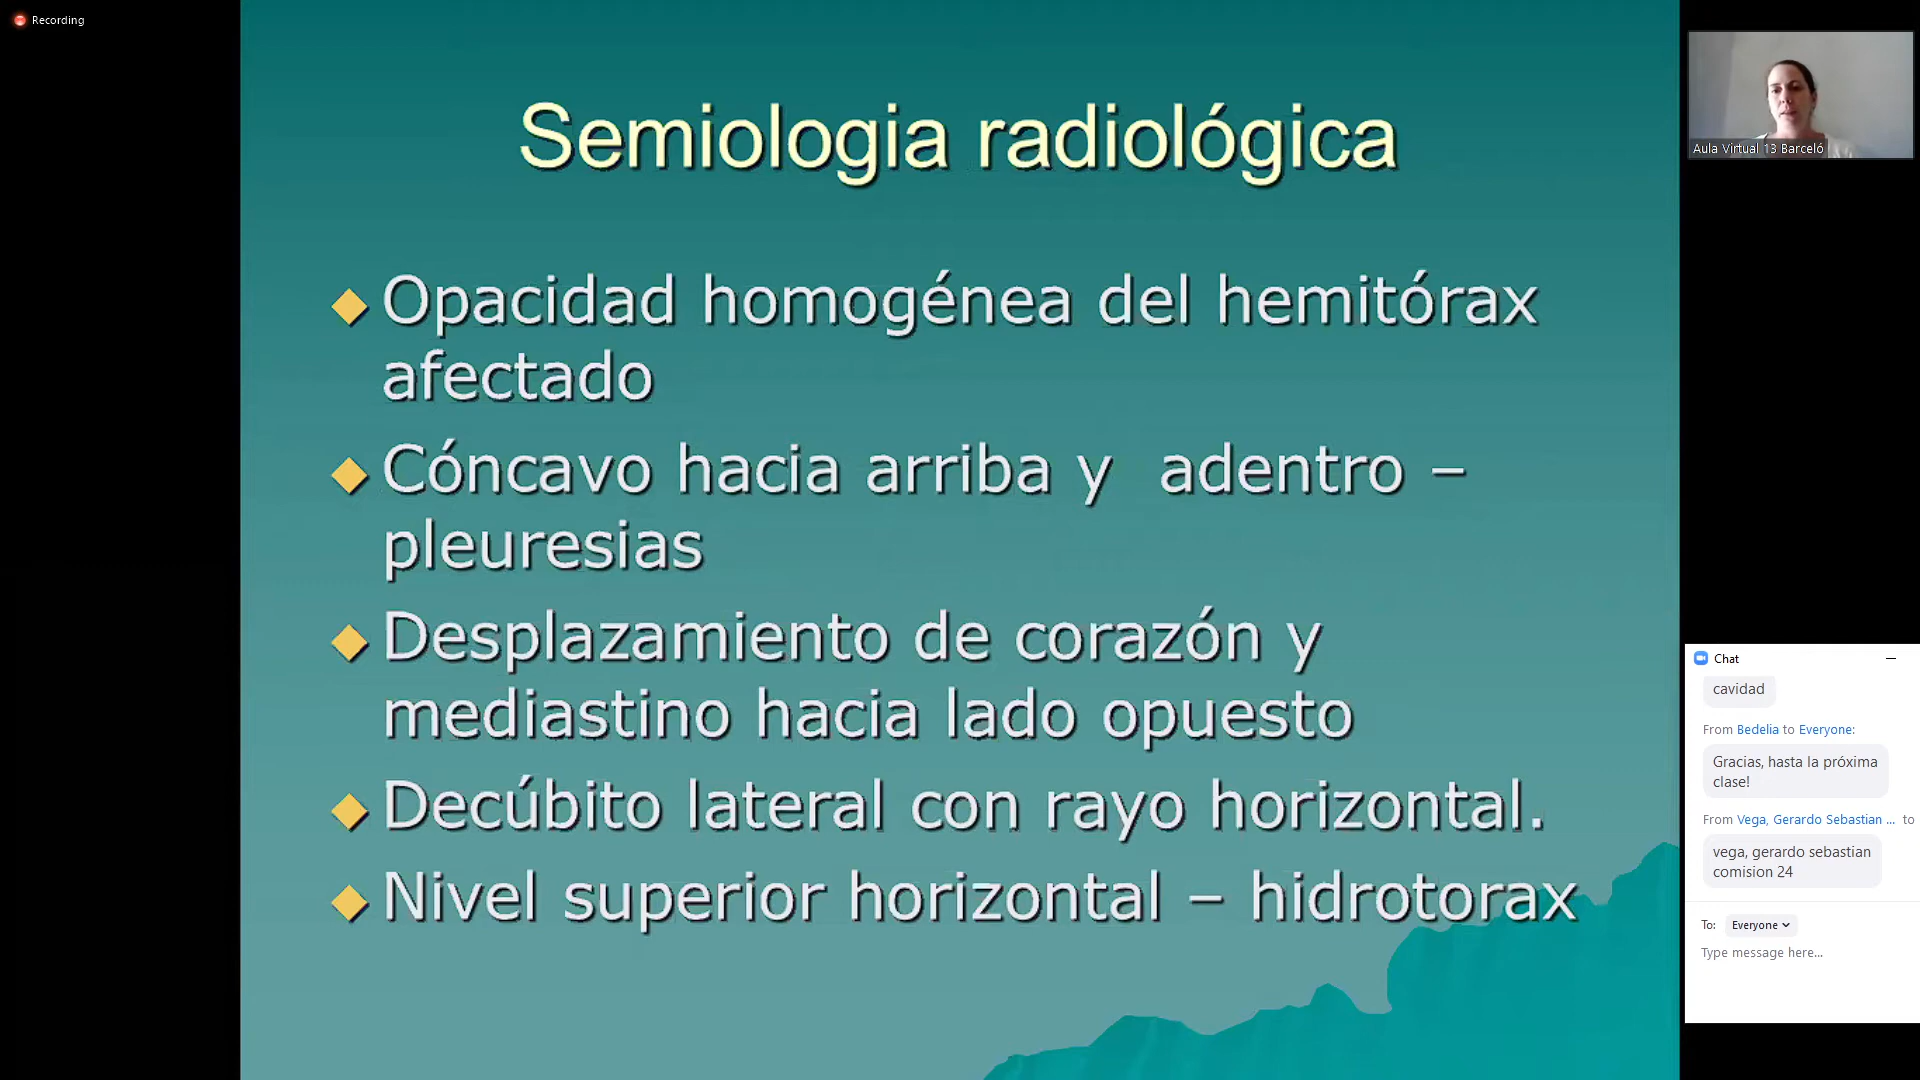 Recording
Semiologia radiológica
Opacidad homogénea del hemitórax
afectado
Cóncavo hacia arriba y adentro –
pleuresias
Desplazamiento de corazón y
mediastino hacia lado opuesto
Decúbito lateral con rayo horizontal.
Nivel superior horizontal – hidrotorax
Aula Virtual 13 Barceló
Chat
cavidad
From Bedelia to Everyone:
Gracias, hasta la próxima
clase!
From Vega, Gerardo Sebastian ... to
vega, gerardo sebastian
comision 24
To: Everyone
Type message here...